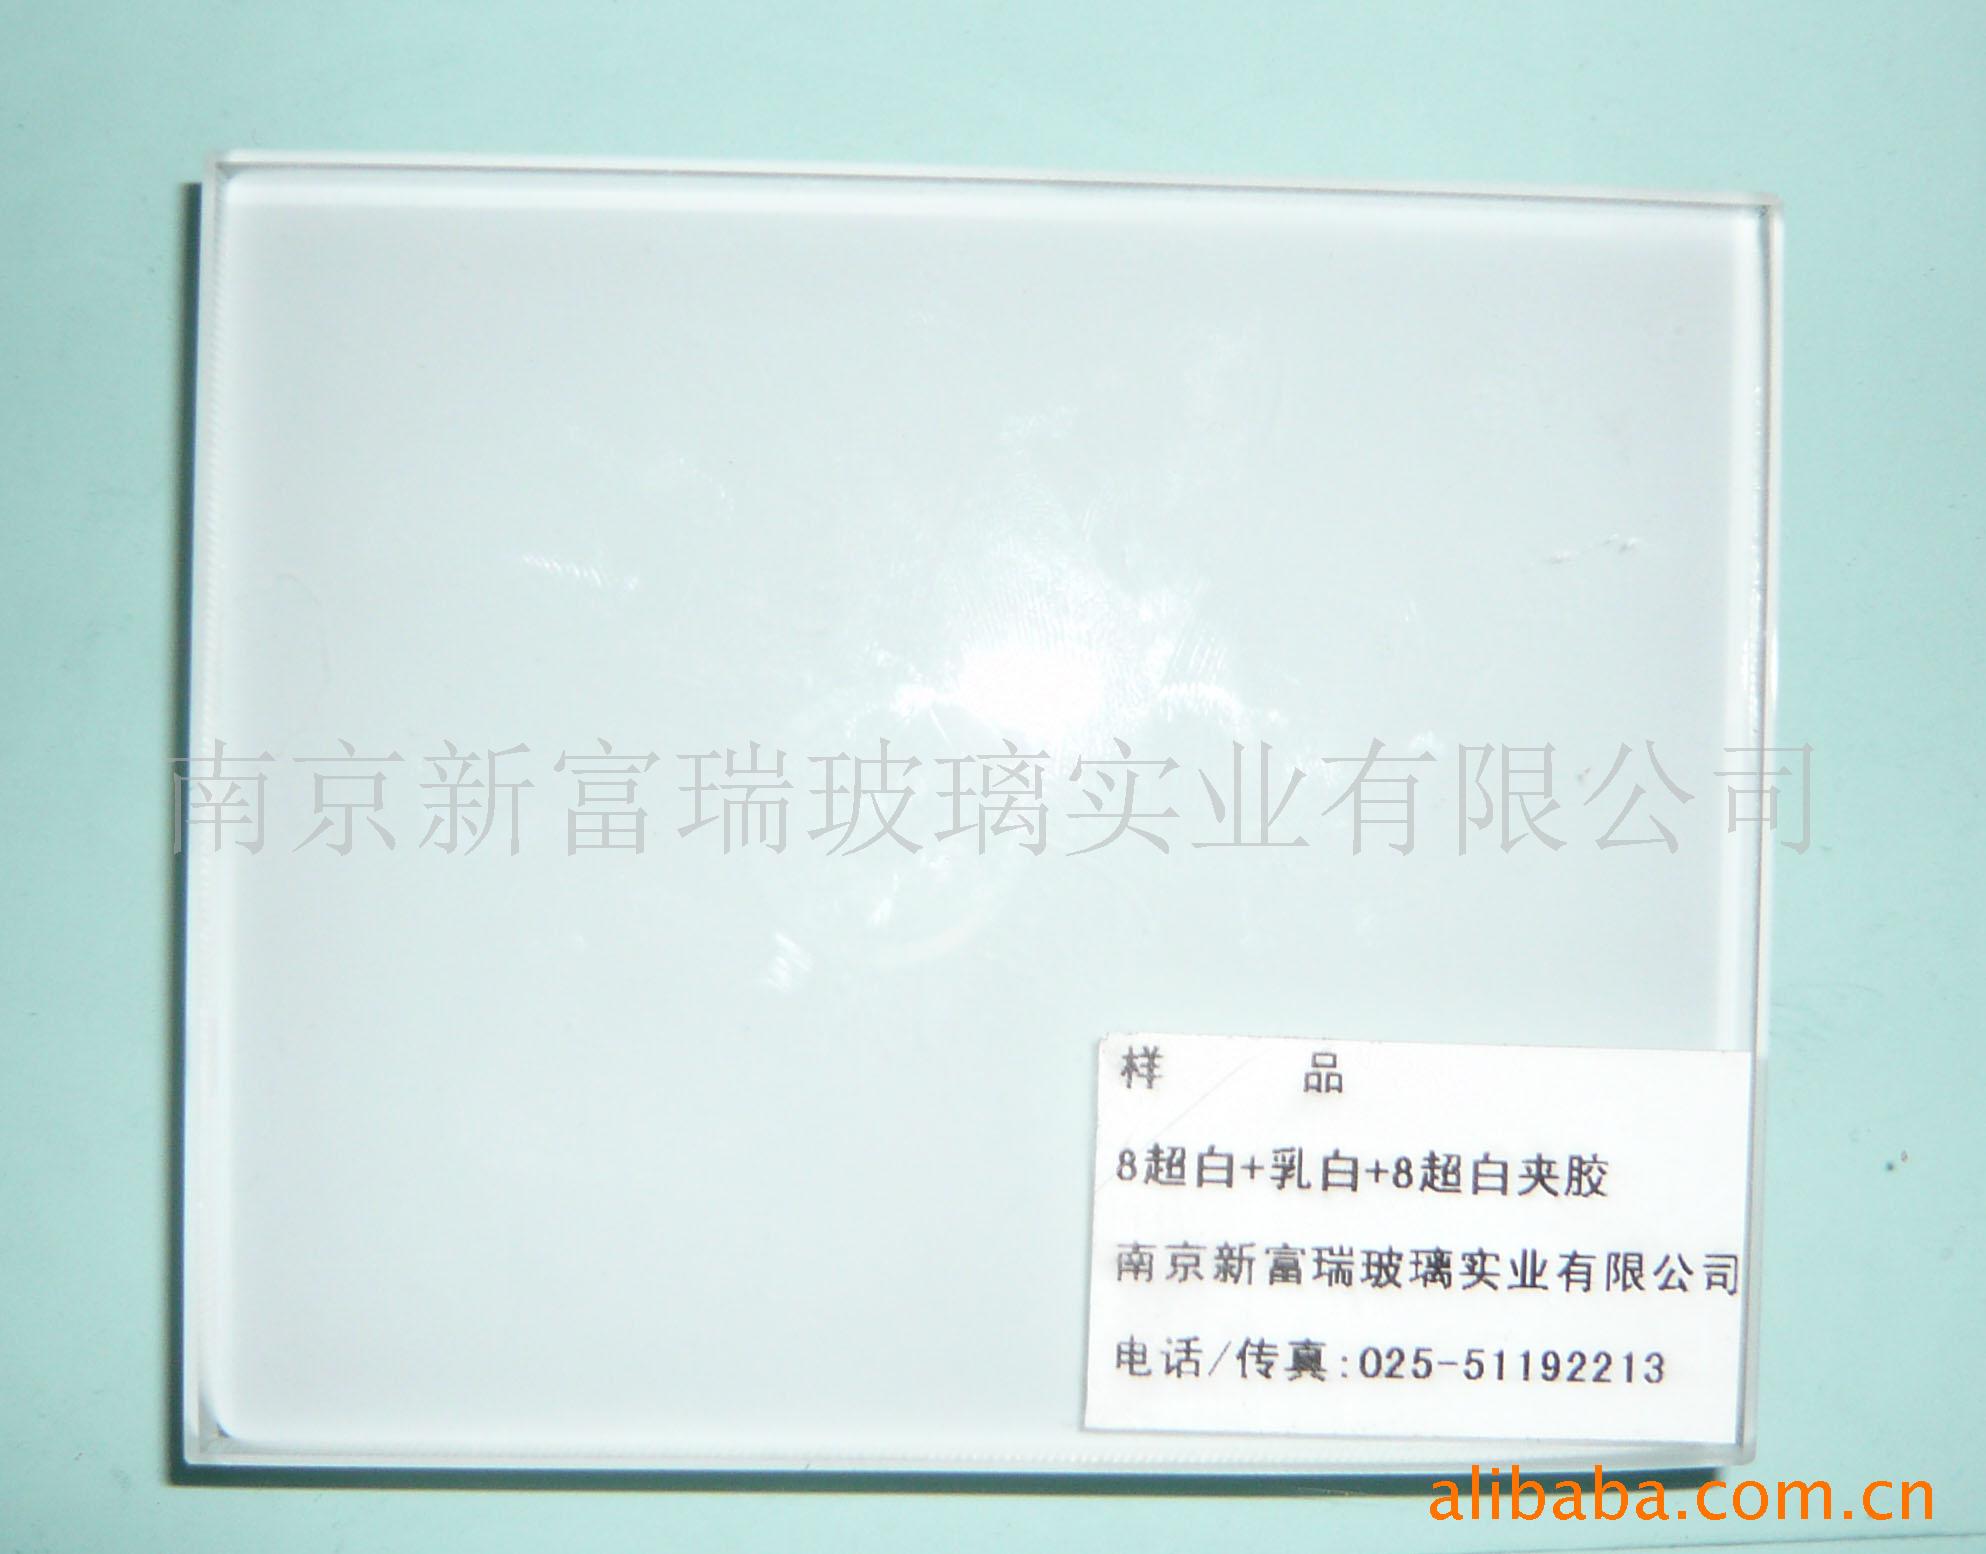 南京新富瑞玻璃实业有限公司
样 品
8超白+乳白+8超白夹胶
南京新富瑞玻璃实业有限公司
电话/传真:025-51192213
alibaba.com.cn